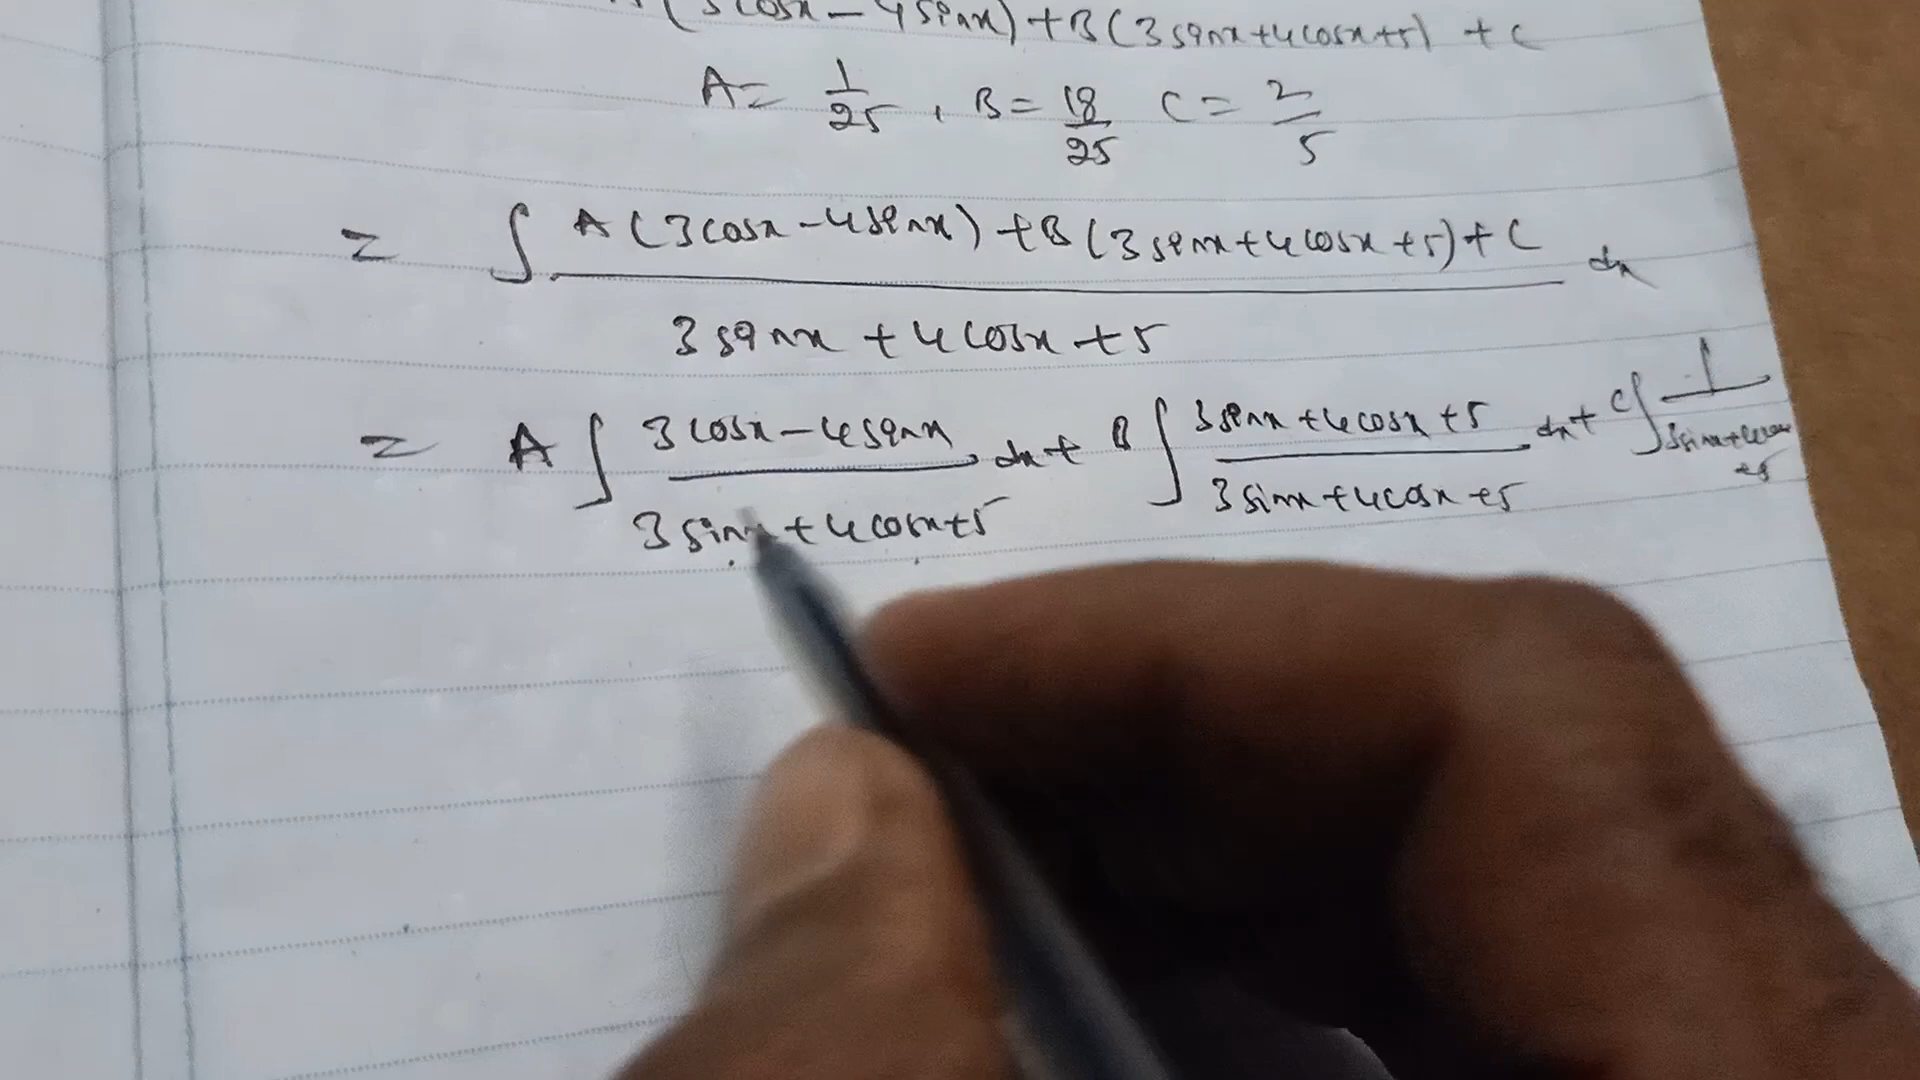 (3cosx - 4sinx) + B(3sinx + 4cosx + 5) + C
A = 1/25 , B = 18/25 C = 2/5
= ∫ A(3cosx - 4sinx) + B(3sinx + 4cosx + 5) + C / 3sinx + 4cosx + 5 dx
= A ∫ 3cosx - 4sinx / 3sinx + 4cosx + 5 dx + B ∫ 3sinx + 4cosx + 5 / 3sinx + 4cosx + 5 dx + C ∫ 1 / 3sinx + 4cosx + 5